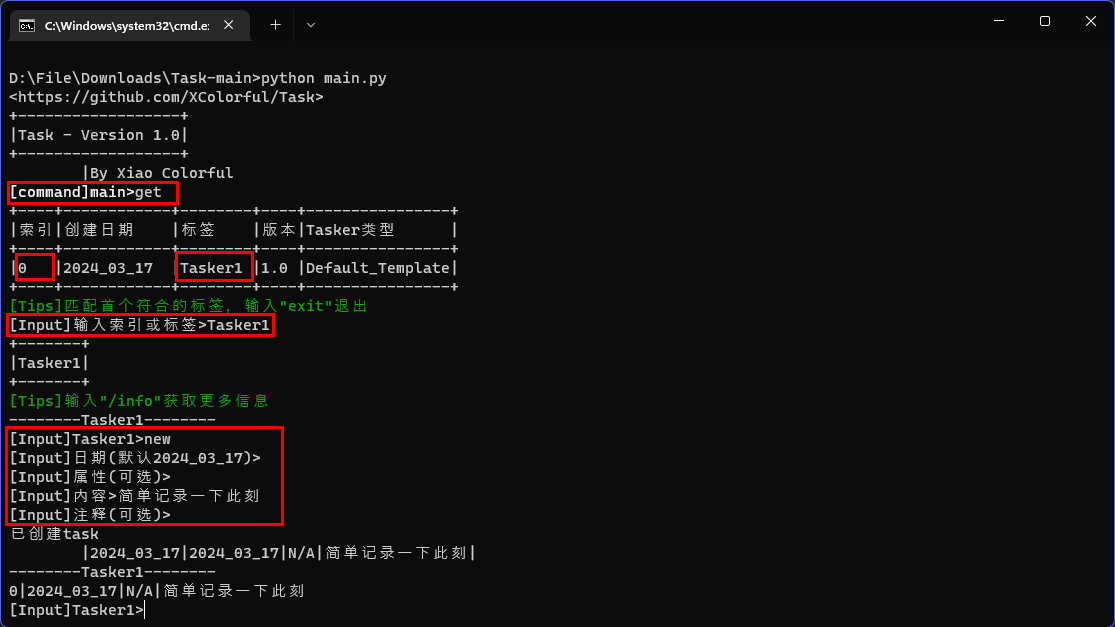 C:\Windows\system32\cmd.e:
D:\File\Downloads\Task-main>python main.py
<https://github.com/XColorful/Task>
+------------------+
|Task - Version 1.0|
+------------------+
        |By Xiao Colorful
[command]main>get
+----+------------+--------+----+----------------+
|索引|创建日期    |标签    |版本|Tasker类型      |
+----+------------+--------+----+----------------+
|0   |2024_03_17  |Tasker1 |1.0 |Default_Template|
+----+------------+--------+----+----------------+
[Tips]匹配首个符合的标签, 输入"exit"退出
[Input]输入索引或标签>Tasker1
+-------+
|Tasker1|
+-------+
[Tips]输入"/info"获取更多信息
--------Tasker1--------
[Input]Tasker1>new
[Input]日期(默认2024_03_17)>
[Input]属性(可选)>
[Input]内容>简单记录一下此刻
[Input]注释(可选)>
已创建task
        |2024_03_17|2024_03_17|N/A|简单记录一下此刻|
--------Tasker1--------
0|2024_03_17|N/A|简单记录一下此刻
[Input]Tasker1>